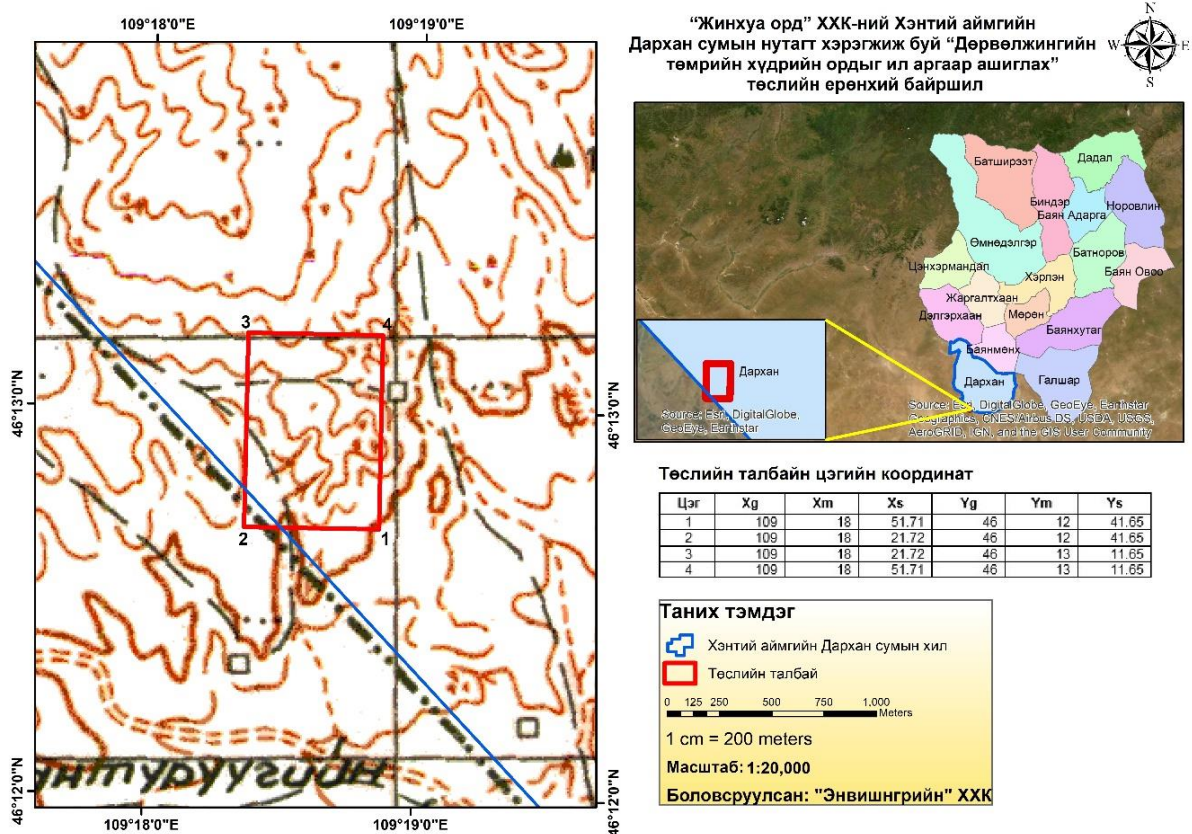 109°18'0"E
109°19'0"E
46°13'0"N
46°13'0"N
46°12'0"N
46°12'0"N
109°18'0"E
109°19'0"E
3
4
2
1
"Жинхуа орд" ХХК-ний Хэнтий аймгийн
Дархан сумын нутагт хэрэгжиж буй "Дөрвөлжингийн
төмрийн хүдрийн ордыг ил аргаар ашиглах"
төслийн ерөнхий байршил
N
W
E
S
Батширээт
Дадал
Биндэр
Баян Адарга
Норовлин
Өмнөдэлгэр
Батноров
Цэнхэрмандал
Хэрлэн
Баян Овоо
Жаргалтхаан
Дэлгэрхаан
Мөрөн
Баянхутаг
Баянмөнх
Дархан
Галшар
Source: Esri, DigitalGlobe, GeoEye, Earthstar
Geographics, CNES/Airbus DS, USDA, USGS,
AeroGRID, IGN, and the GIS User Community
Дархан
Source: Esri, DigitalGlobe,
GeoEye, Earthstar
Төслийн талбайн цэгийн координат
Цэг Xg Xm Xs Yg Ym Ys
1 109 18 51.71 46 12 41.65
2 109 18 21.72 46 12 41.65
3 109 18 21.72 46 13 11.65
4 109 18 51.71 46 13 11.65
Таних тэмдэг
Хэнтий аймгийн Дархан сумын хил
Төслийн талбай
0 125 250 500 750 1,000
Meters
1 cm = 200 meters
Масштаб: 1:20,000
Боловсруулсан: "Энвишнгрийн" ХХК